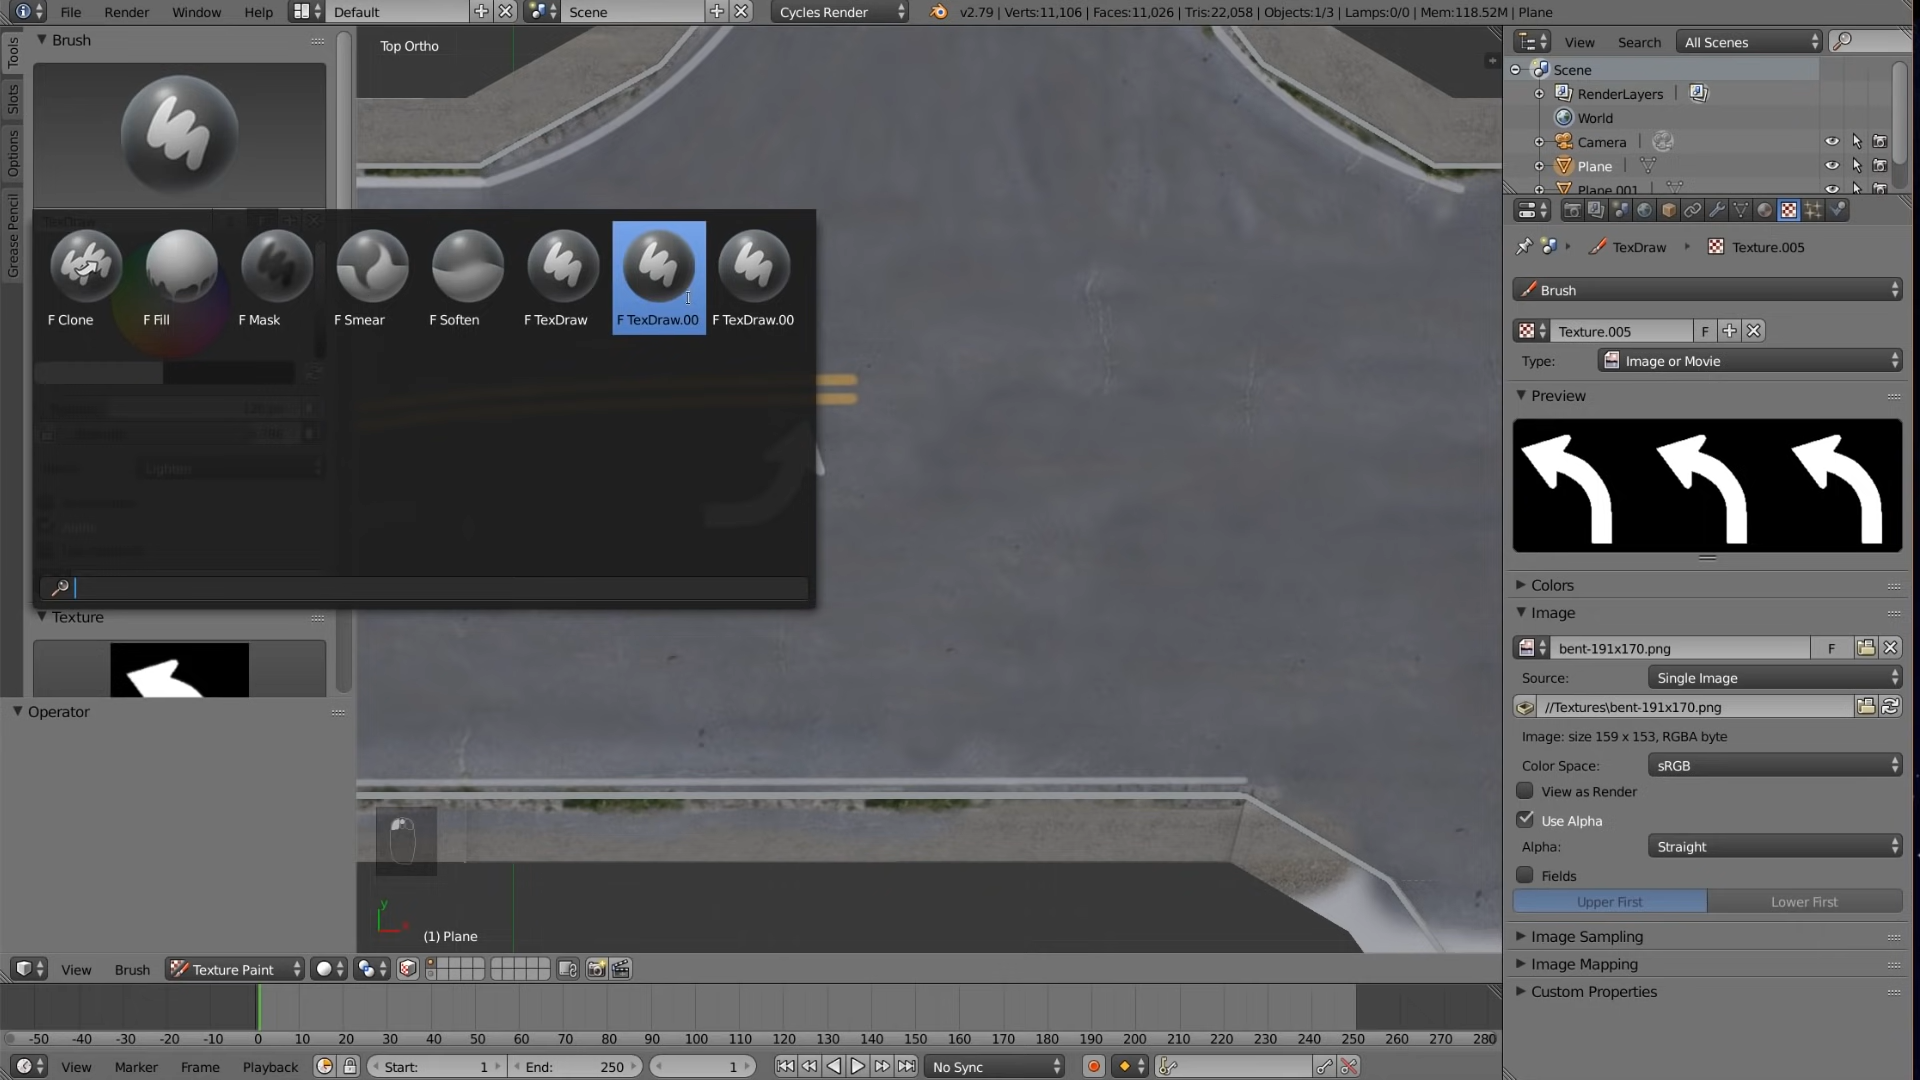 File Render Window Help Default Scene Cycles Render v2.79 | Verts:11,106 | Faces:11,026 | Tris:22,058 | Objects:1/3 | Lamps:0/0 | Mem:118.52M | Plane
Tools
Slots
Options
Grease Pencil
Brush
TexDraw
F Clone F Fill F Mask F Smear F Soften F TexDraw F TexDraw.00 F TexDraw.00
Lighten
Texture
Operator
Top Ortho
y
(1) Plane
View Brush Texture Paint
-50 -40 -30 -20 -10 0 10 20 30 40 50 60 70 80 90 100 110 120 130 140 150 160 170 180 190 200 210 220 230 240 250 260 270 280
View Marker Frame Playback Start: 1 End: 250 1 No Sync
View Search All Scenes
Scene
RenderLayers |
World
Camera |
Plane |
Plane.001
TexDraw Texture.005
Brush
Texture.005 F
Type: Image or Movie
Preview
Colors
Image
bent-191x170.png F
Source: Single Image
//Textures\bent-191x170.png
Image: size 159 x 153, RGBA byte
Color Space: sRGB
View as Render
Use Alpha
Alpha: Straight
Fields
Upper First Lower First
Image Sampling
Image Mapping
Custom Properties